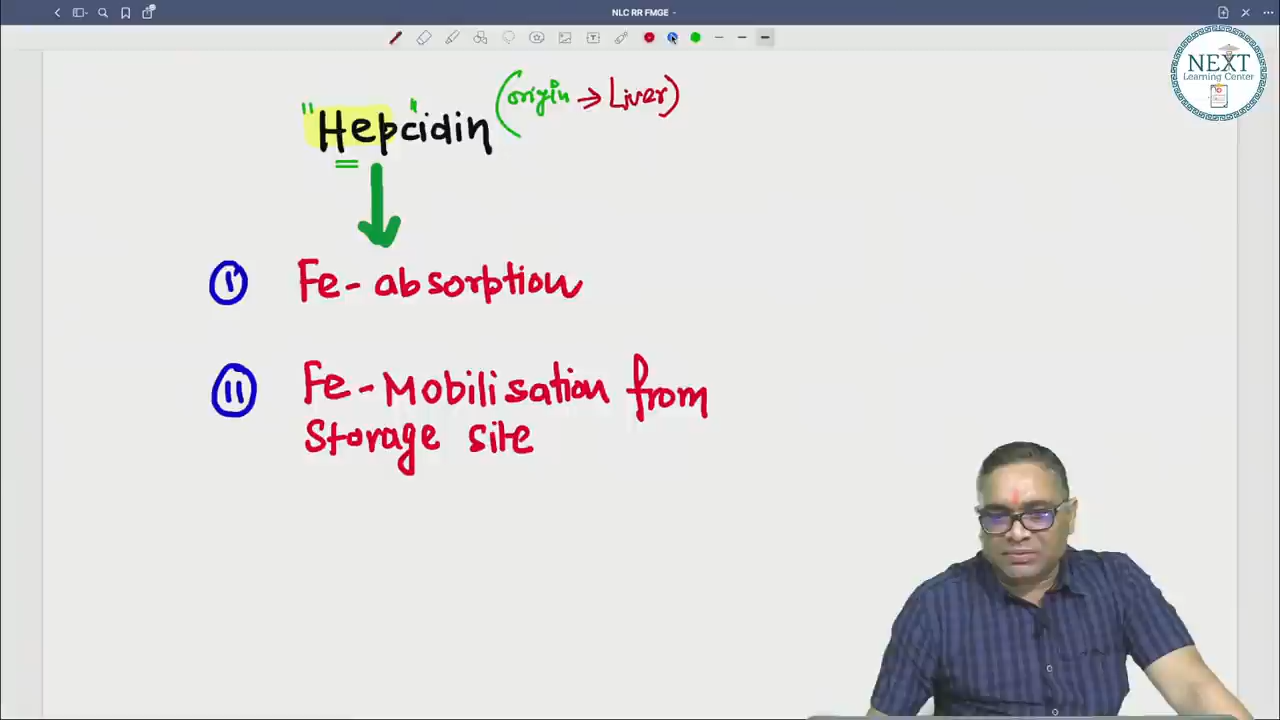 NLC RR FMGE
NEXT
Learning Center
"Hepcidin" (origin → Liver)
I Fe- absorption
II Fe-Mobilisation from
Storage site